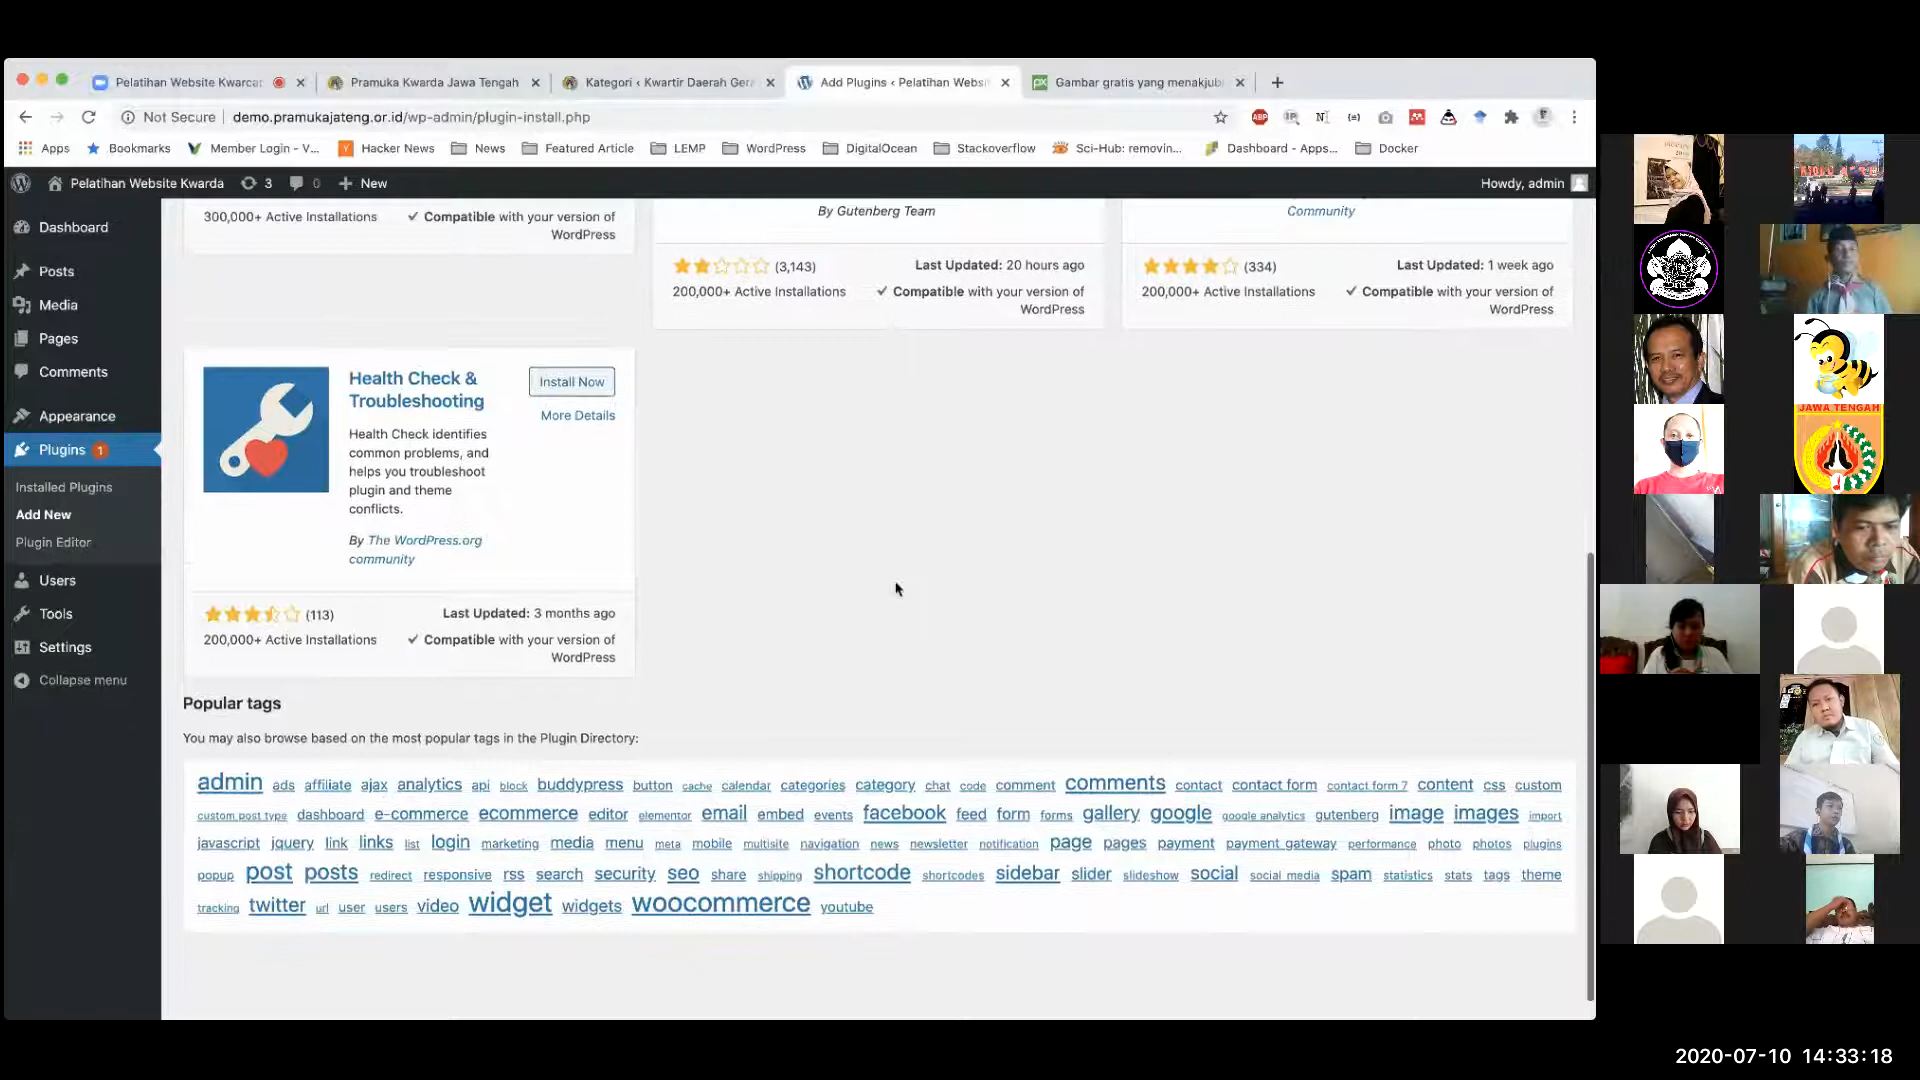 Pelatihan Website Kwarcar
Pramuka Kwarda Jawa Tengah
Kategori ‹ Kwartir Daerah Gera
Add Plugins ‹ Pelatihan Websi
Gambar gratis yang menakjub
Not Secure demo.pramukajateng.or.id/wp-admin/plugin-install.php
ABP
Apps Bookmarks Member Login - V... Hacker News News Featured Article LEMP WordPress DigitalOcean Stackoverflow Sci-Hub: removin... Dashboard - Apps... Docker
Pelatihan Website Kwarda 3 0 New Howdy, admin
Dashboard
Posts
Media
Pages
Comments
Appearance
Plugins 1
Installed Plugins
Add New
Plugin Editor
Users
Tools
Settings
Collapse menu
300,000+ Active Installations
Compatible with your version of
WordPress
By Gutenberg Team
(3,143)
Last Updated: 20 hours ago
200,000+ Active Installations
Compatible with your version of
WordPress
Community
(334)
Last Updated: 1 week ago
200,000+ Active Installations
Compatible with your version of
WordPress
Health Check &
Troubleshooting
Install Now
More Details
Health Check identifies
common problems, and
helps you troubleshoot
plugin and theme
conflicts.
By The WordPress.org
community
(113)
Last Updated: 3 months ago
200,000+ Active Installations
Compatible with your version of
WordPress
Popular tags
You may also browse based on the most popular tags in the Plugin Directory:
admin ads affiliate ajax analytics api block buddypress button cache calendar categories category chat code comment comments contact contact form contact form 7 content css custom
custom post type dashboard e-commerce ecommerce editor elementor email embed events facebook feed form forms gallery google google analytics gutenberg image images import
javascript jquery link links list login marketing media menu meta mobile multisite navigation news newsletter notification page pages payment payment gateway performance photo photos plugins
popup post posts redirect responsive rss search security seo share shipping shortcode shortcodes sidebar slider slideshow social social media spam statistics stats tags theme
tracking twitter url user users video widget widgets woocommerce youtube
JAWA TENGAH
2020-07-10 14:33:18